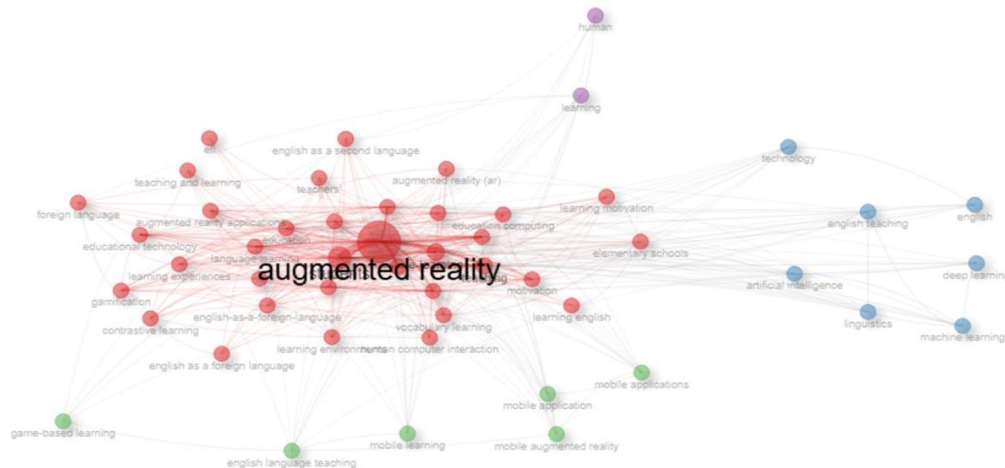 human
learning
esl
english as a second language
technology
teaching and learning
teachers'
augmented reality (ar)
foreign language
augmented reality applications
education computing
learning motivation
english teaching
english
education
educational technology
language learning
elementary schools
learning experiences
augmented reality
motivation
artificial intelligence
deep learning
gamification
contrastive learning
english-as-a-foreign-language
vocabulary learning
learning english
linguistics
machine learning
learning environments
human computer interaction
english as a foreign language
mobile applications
mobile application
game-based learning
mobile learning
mobile augmented reality
english language teaching